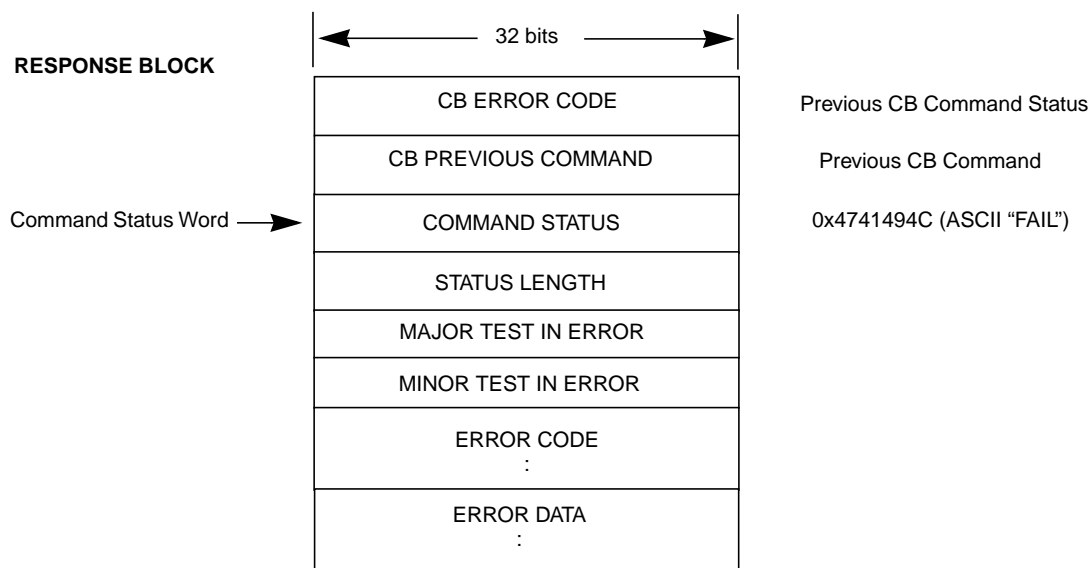 32 bits
RESPONSE BLOCK
CB ERROR CODE
Previous CB Command Status
CB PREVIOUS COMMAND
Previous CB Command
Command Status Word
COMMAND STATUS
0x4741494C (ASCII “FAIL”)
STATUS LENGTH
MAJOR TEST IN ERROR
MINOR TEST IN ERROR
ERROR CODE
:
ERROR DATA
: